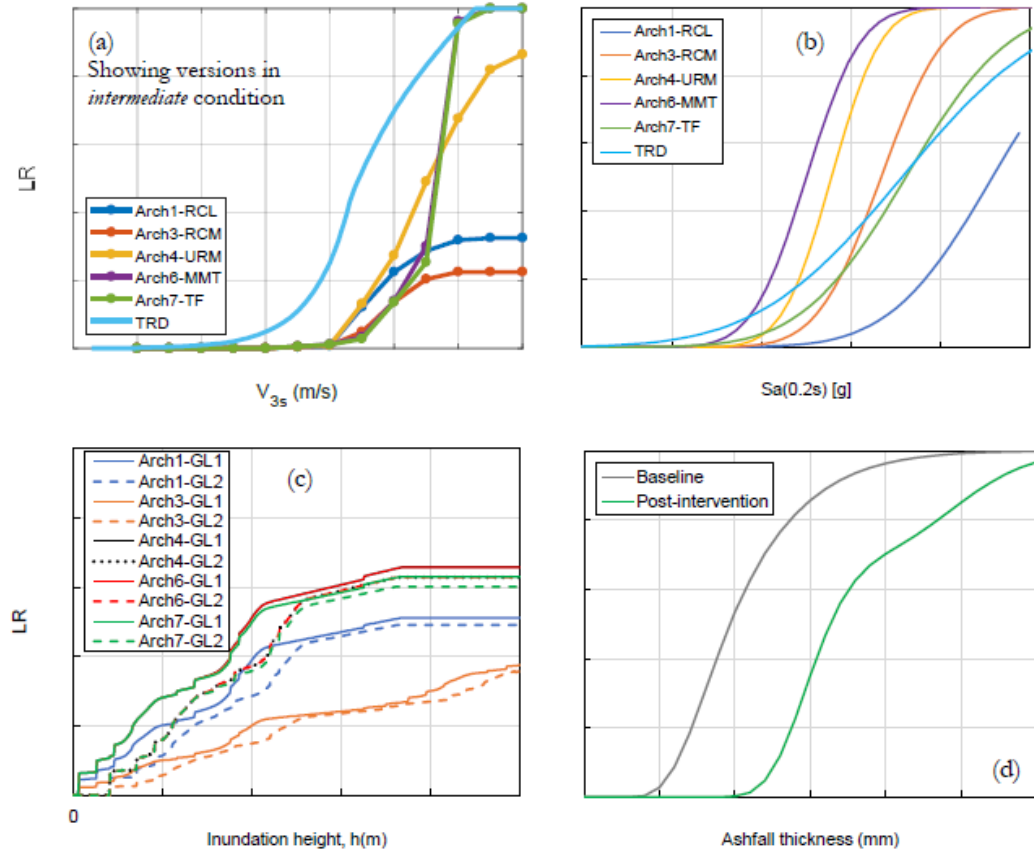 (a)
Showing versions in
intermediate condition
LR
Arch1-RCL
Arch3-RCM
Arch4-URM
Arch6-MMT
Arch7-TF
TRD
V3s (m/s)
(b)
Arch1-RCL
Arch3-RCM
Arch4-URM
Arch6-MMT
Arch7-TF
TRD
Sa(0.2s) [g]
(c)
LR
Arch1-GL1
Arch1-GL2
Arch3-GL1
Arch3-GL2
Arch4-GL1
Arch4-GL2
Arch6-GL1
Arch6-GL2
Arch7-GL1
Arch7-GL2
0
Inundation height, h(m)
Baseline
Post-intervention
(d)
Ashfall thickness (mm)